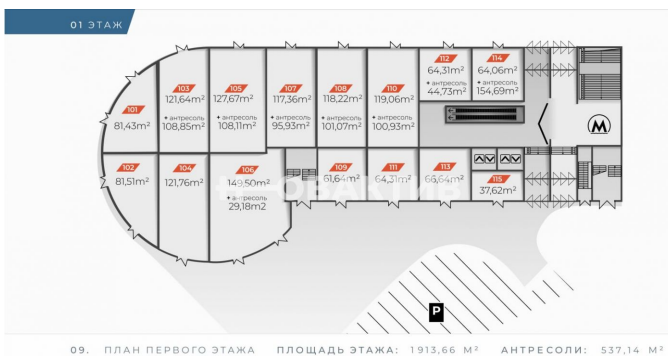 01 ЭТАЖ
112
64,31m²
+ антресоль
44,73m²
114
64,06m²
+ антресоль
154,69m²
103
121,64m²
+ антресоль
108,85m²
105
127,67m²
+ антресоль
108,11m²
107
117,36m²
+ антресоль
95,93m²
108
118,22m²
+ антресоль
101,07m²
110
119,06m²
+ антресоль
100,93m²
101
81,43m²
M
102
81,51m²
104
121,76m²
106
149,50m²
+ антресоль
29,18m²
109
61,64m²
111
64,31m²
113
66,64m²
115
37,62m²
P
09. ПЛАН ПЕРВОГО ЭТАЖА ПЛОЩАДЬ ЭТАЖА: 1913,66 М² АНТРЕСОЛИ: 537,14 М²